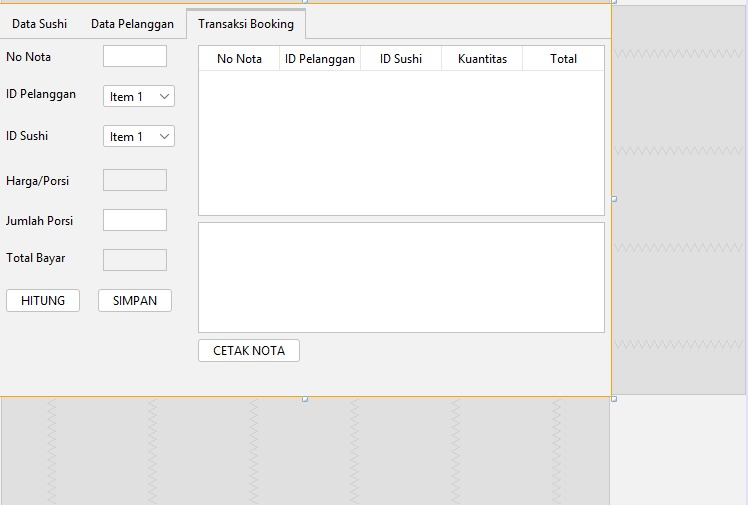 Data Sushi Data Pelanggan Transaksi Booking
No Nota
ID Pelanggan Item 1
ID Sushi Item 1
Harga/Porsi
Jumlah Porsi
Total Bayar
HITUNG SIMPAN
No Nota ID Pelanggan ID Sushi Kuantitas Total
CETAK NOTA